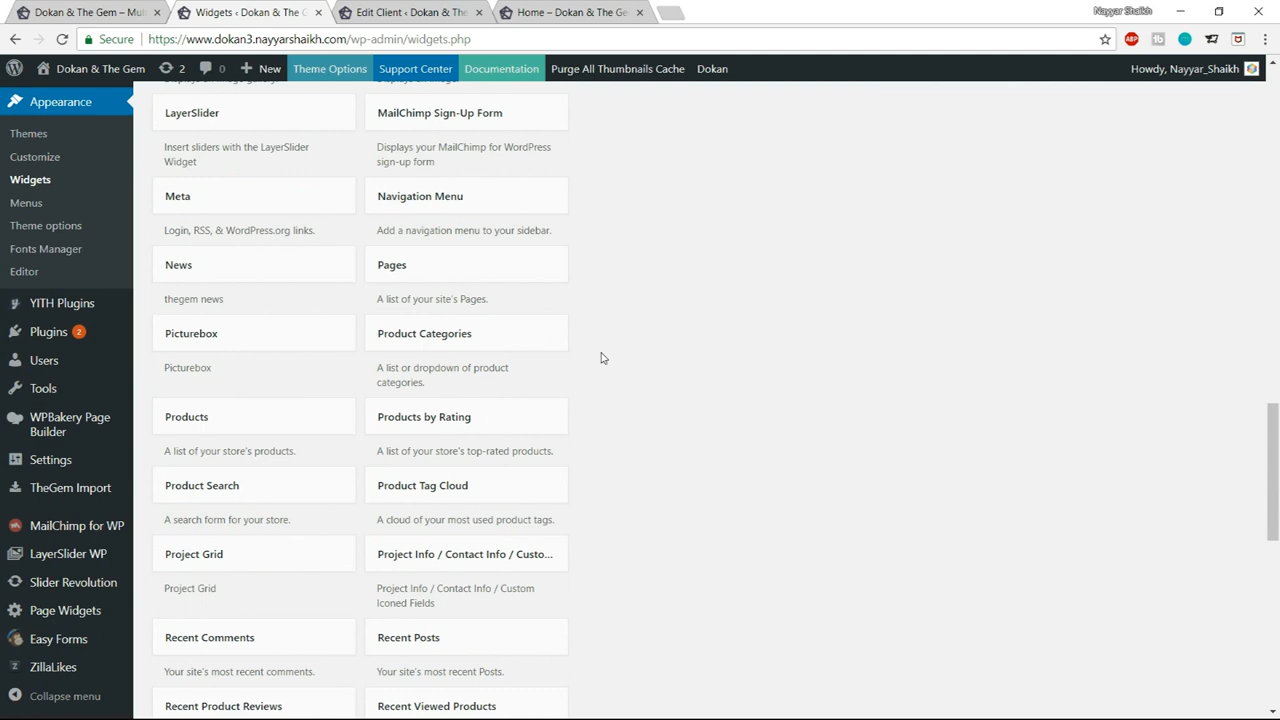 Dokan & The Gem – Mul
Widgets ‹ Dokan & The G
Edit Client ‹ Dokan & The
Home – Dokan & The Ge
Nayyar Shaikh
Secure
https://www.dokan3.nayyarshaikh.com/wp-admin/widgets.php
ABP
Dokan & The Gem
2
0
New
Theme Options
Support Center
Documentation
Purge All Thumbnails Cache
Dokan
Howdy, Nayyar_Shaikh
Appearance
Themes
Customize
Widgets
Menus
Theme options
Fonts Manager
Editor
YITH Plugins
Plugins 2
Users
Tools
WPBakery Page
Builder
Settings
TheGem Import
MailChimp for WP
LayerSlider WP
Slider Revolution
Page Widgets
Easy Forms
ZillaLikes
Collapse menu
LayerSlider
Insert sliders with the LayerSlider
Widget
MailChimp Sign-Up Form
Displays your MailChimp for WordPress
sign-up form
Meta
Login, RSS, & WordPress.org links.
Navigation Menu
Add a navigation menu to your sidebar.
News
thegem news
Pages
A list of your site's Pages.
Picturebox
Picturebox
Product Categories
A list or dropdown of product
categories.
Products
A list of your store's products.
Products by Rating
A list of your store's top-rated products.
Product Search
A search form for your store.
Product Tag Cloud
A cloud of your most used product tags.
Project Grid
Project Grid
Project Info / Contact Info / Custo...
Project Info / Contact Info / Custom
Iconed Fields
Recent Comments
Your site's most recent comments.
Recent Posts
Your site's most recent Posts.
Recent Product Reviews
Recent Viewed Products